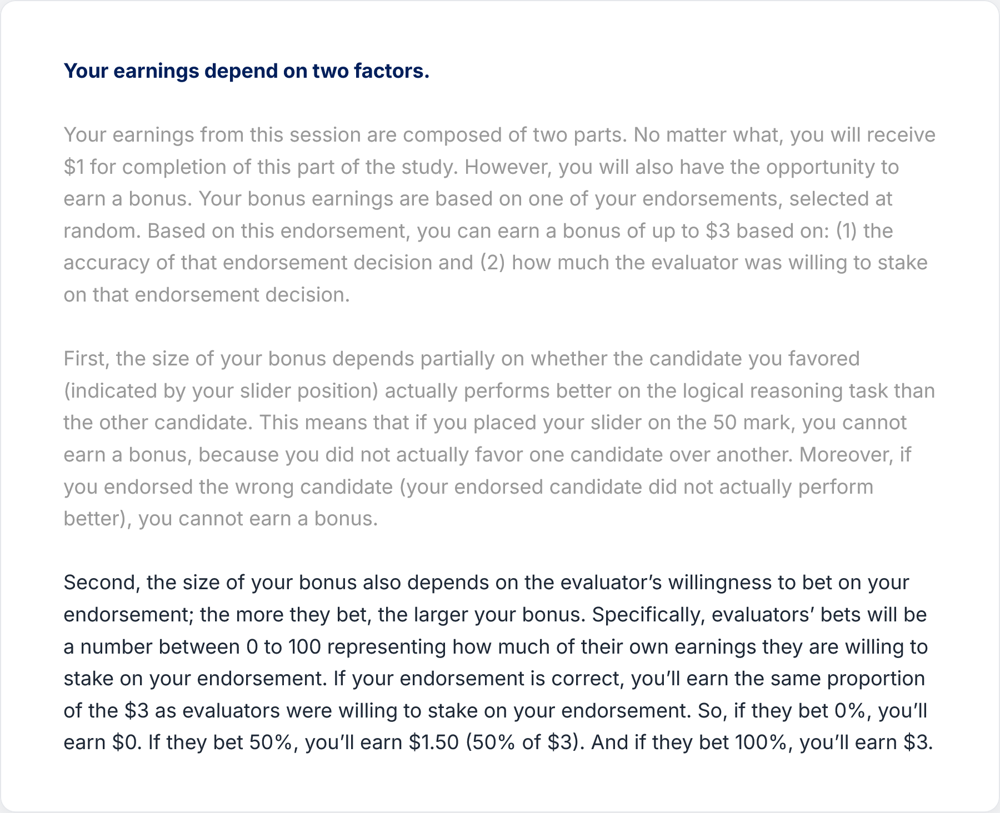 Your earnings depend on two factors.
Your earnings from this session are composed of two parts. No matter what, you will receive
$1 for completion of this part of the study. However, you will also have the opportunity to
earn a bonus. Your bonus earnings are based on one of your endorsements, selected at
random. Based on this endorsement, you can earn a bonus of up to $3 based on: (1) the
accuracy of that endorsement decision and (2) how much the evaluator was willing to stake
on that endorsement decision.
First, the size of your bonus depends partially on whether the candidate you favored
(indicated by your slider position) actually performs better on the logical reasoning task than
the other candidate. This means that if you placed your slider on the 50 mark, you cannot
earn a bonus, because you did not actually favor one candidate over another. Moreover, if
you endorsed the wrong candidate (your endorsed candidate did not actually perform
better), you cannot earn a bonus.
Second, the size of your bonus also depends on the evaluator’s willingness to bet on your
endorsement; the more they bet, the larger your bonus. Specifically, evaluators’ bets will be
a number between 0 to 100 representing how much of their own earnings they are willing to
stake on your endorsement. If your endorsement is correct, you’ll earn the same proportion
of the $3 as evaluators were willing to stake on your endorsement. So, if they bet 0%, you’ll
earn $0. If they bet 50%, you’ll earn $1.50 (50% of $3). And if they bet 100%, you’ll earn $3.